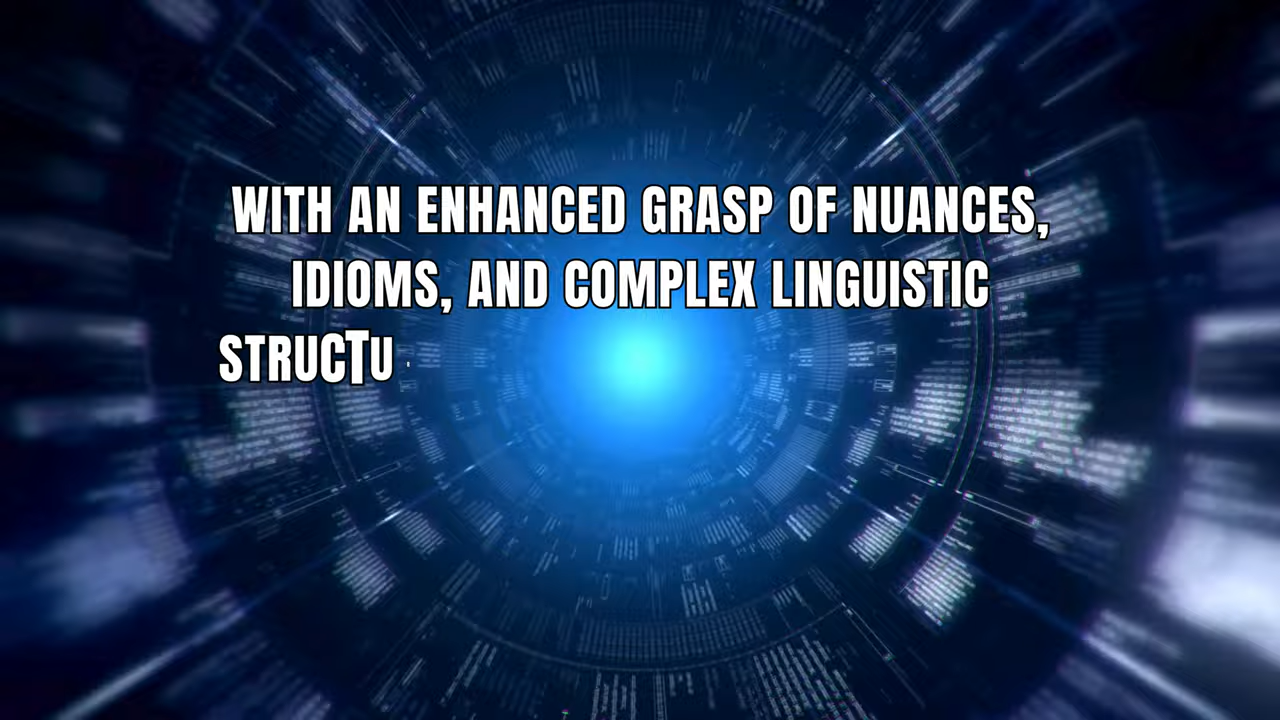 WITH AN ENHANCED GRASP OF NUANCES,
IDIOMS, AND COMPLEX LINGUISTIC
STRUCTU